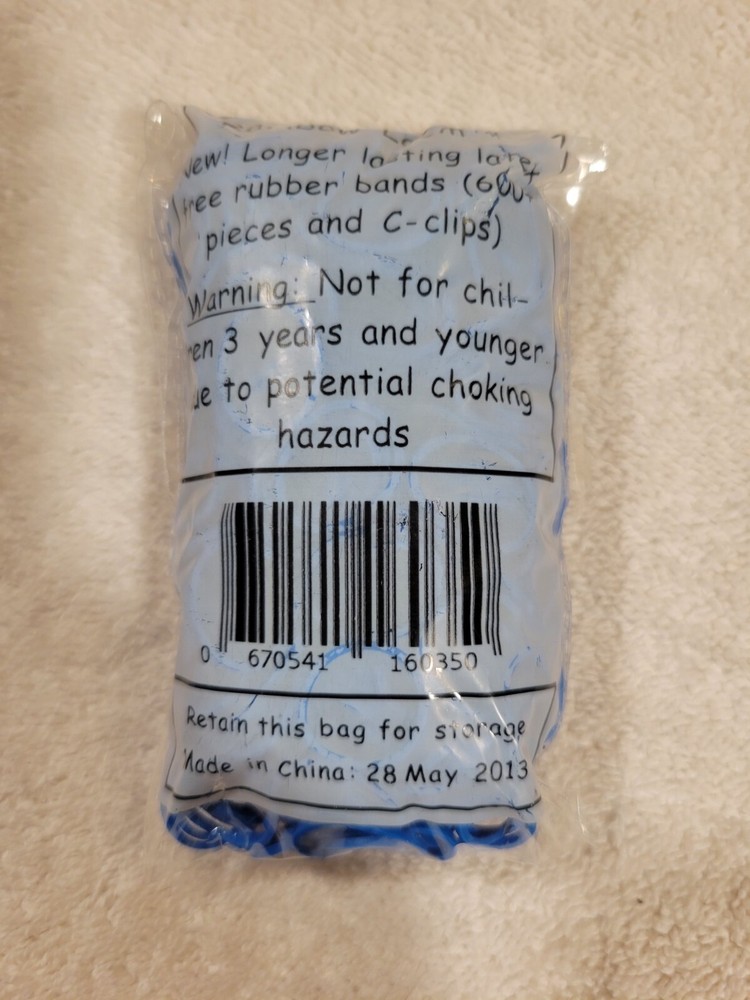 New! Longer lasting latex
free rubber bands (600+
pieces and C-clips)
Warning: Not for chil-
ren 3 years and younger
ue to potential choking
hazards
0 670541 160350
Retain this bag for storage
Made in China: 28 May 2013